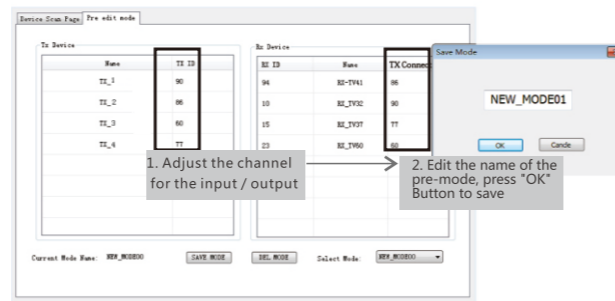 Device Scan Page Pre edit mode
Tx Device
Name TX ID
TX_1 90
TX_2 86
TX_3 60
TX_4 77
Rx Device
RX ID Name TX Connec
94 RX-TV41 86
10 RX_TV32 90
15 RX_TV37 77
23 RX_TV60 60
Save Mode
NEW_MODE01
OK Cancle
1. Adjust the channel
for the input / output
2. Edit the name of the
pre-mode, press "OK"
Button to save
Current Mode Name: NEW_MODE00 SAVE MODE DEL MODE Select Mode: NEW_MODE00